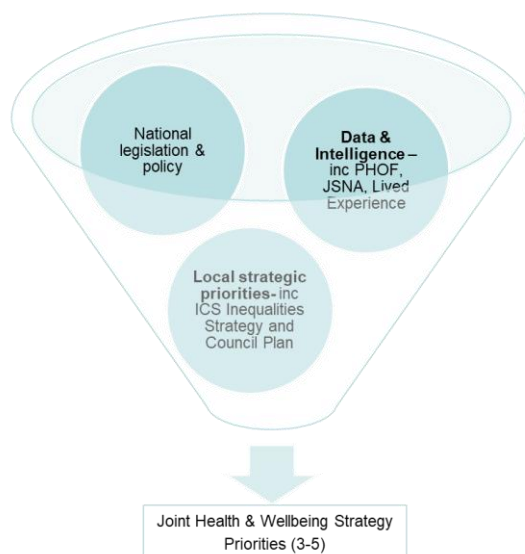 National
legislation &
policy
Data &
Intelligence –
inc PHOF,
JSNA, Lived
Experience
Local strategic
priorities- inc
ICS Inequalities
Strategy and
Council Plan
Joint Health & Wellbeing Strategy
Priorities (3-5)